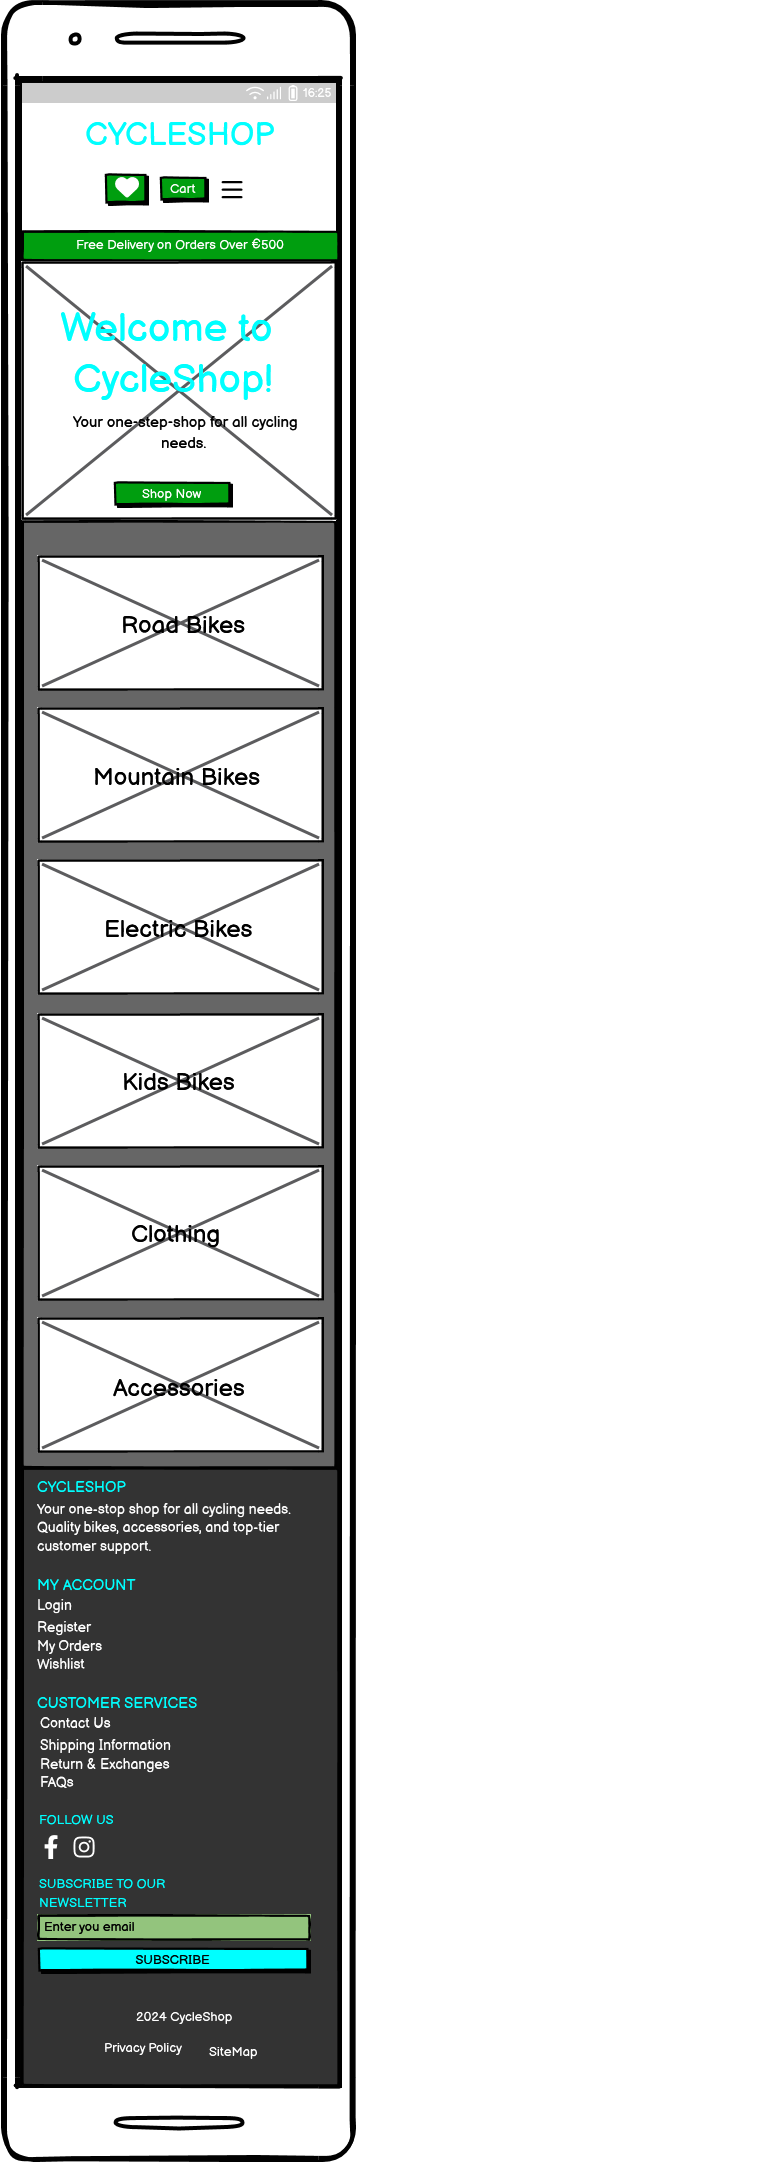 16:25
CYCLESHOP
Cart
Free Delivery on Orders Over €500
Welcome to
CycleShop!
Your one-step-shop for all cycling
needs.
Shop Now
Road Bikes
Mountain Bikes
Electric Bikes
Kids Bikes
Clothing
Accessories
CYCLESHOP
Your one-stop shop for all cycling needs.
Quality bikes, accessories, and top-tier
customer support.
MY ACCOUNT
Login
Register
My Orders
Wishlist
CUSTOMER SERVICES
Contact Us
Shipping Information
Return & Exchanges
FAQs
FOLLOW US
SUBSCRIBE TO OUR
NEWSLETTER
Enter you email
SUBSCRIBE
2024 CycleShop
Privacy Policy SiteMap